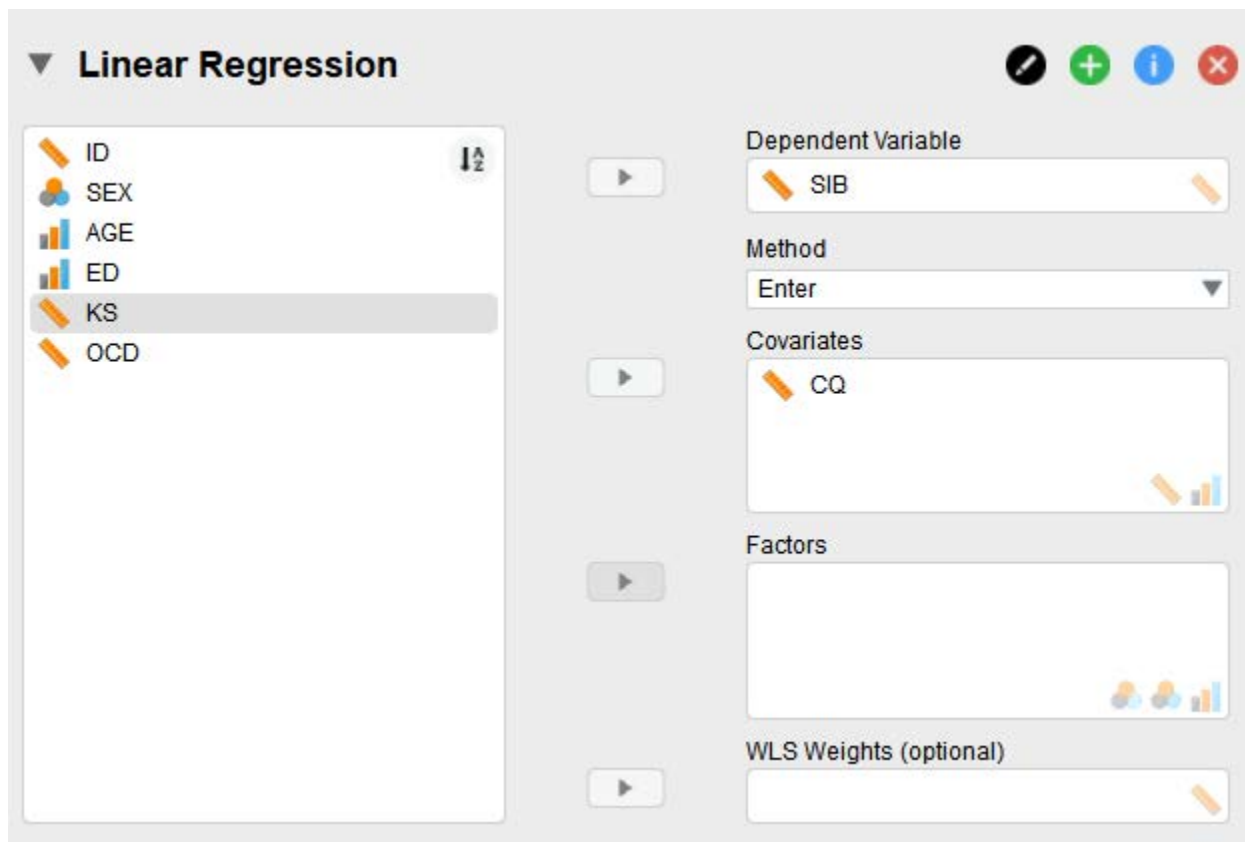 Linear Regression
ID
SEX
AGE
ED
KS
OCD
Dependent Variable
SIB
Method
Enter
Covariates
CQ
Factors
WLS Weights (optional)